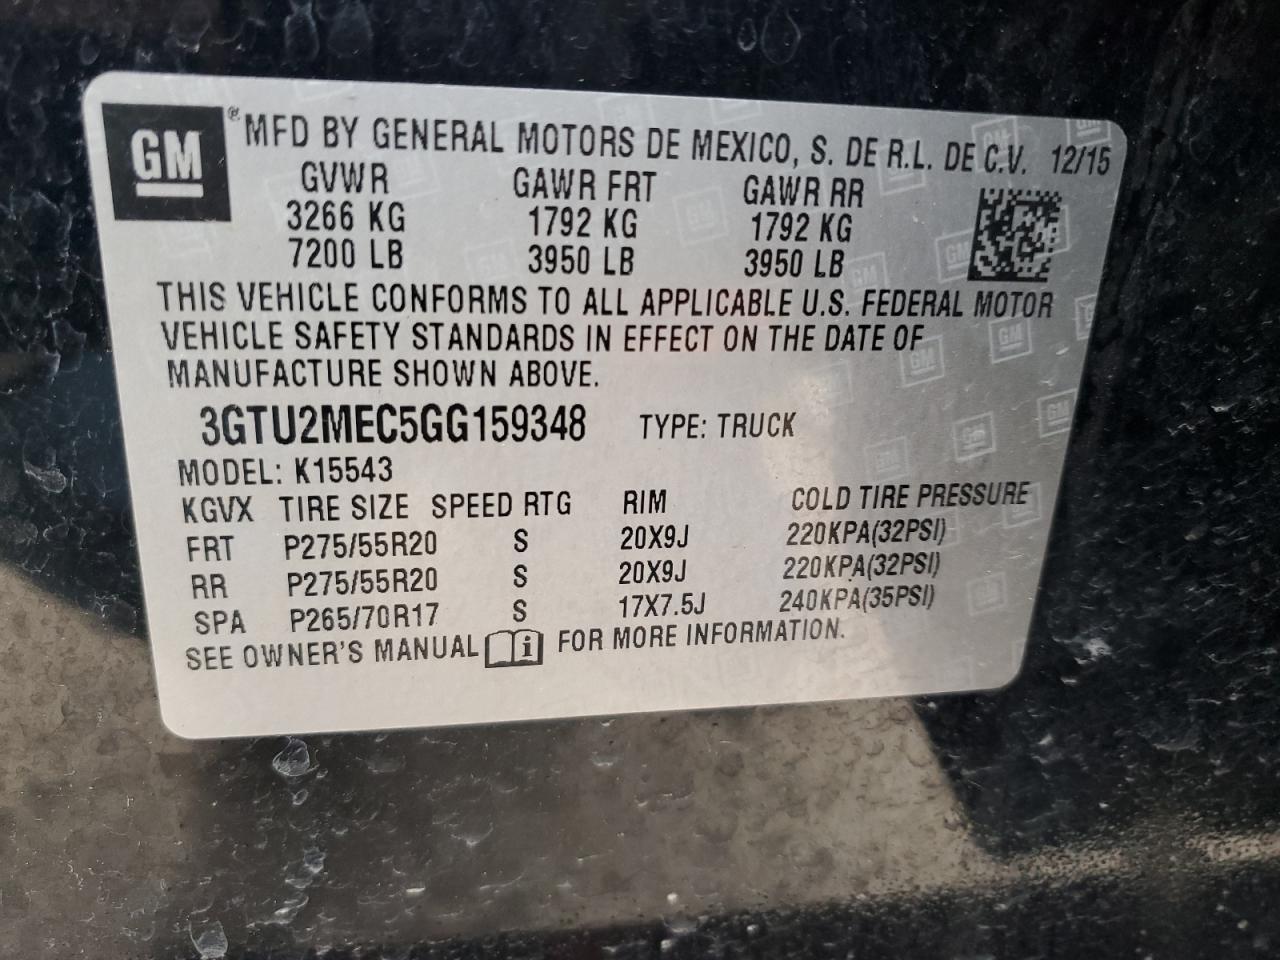 GM ® MFD BY GENERAL MOTORS DE MEXICO, S. DE R.L. DE C.V. 12/15
GVWR GAWR FRT GAWR RR
3266 KG 1792 KG 1792 KG
7200 LB 3950 LB 3950 LB
THIS VEHICLE CONFORMS TO ALL APPLICABLE U.S. FEDERAL MOTOR
VEHICLE SAFETY STANDARDS IN EFFECT ON THE DATE OF
MANUFACTURE SHOWN ABOVE.
3GTU2MEC5GG159348 TYPE: TRUCK
MODEL: K15543
KGVX TIRE SIZE SPEED RTG RIM COLD TIRE PRESSURE
FRT P275/55R20 S 20X9J 220KPA(32PSI)
RR P275/55R20 S 20X9J 220KPA(32PSI)
SPA P265/70R17 S 17X7.5J 240KPA(35PSI)
SEE OWNER'S MANUAL i FOR MORE INFORMATION.